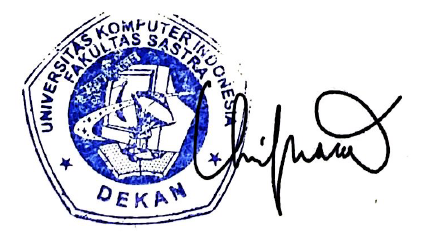 UNIVERSITAS KOMPUTER INDONESIA
FAKULTAS SASTRA
DEKAN